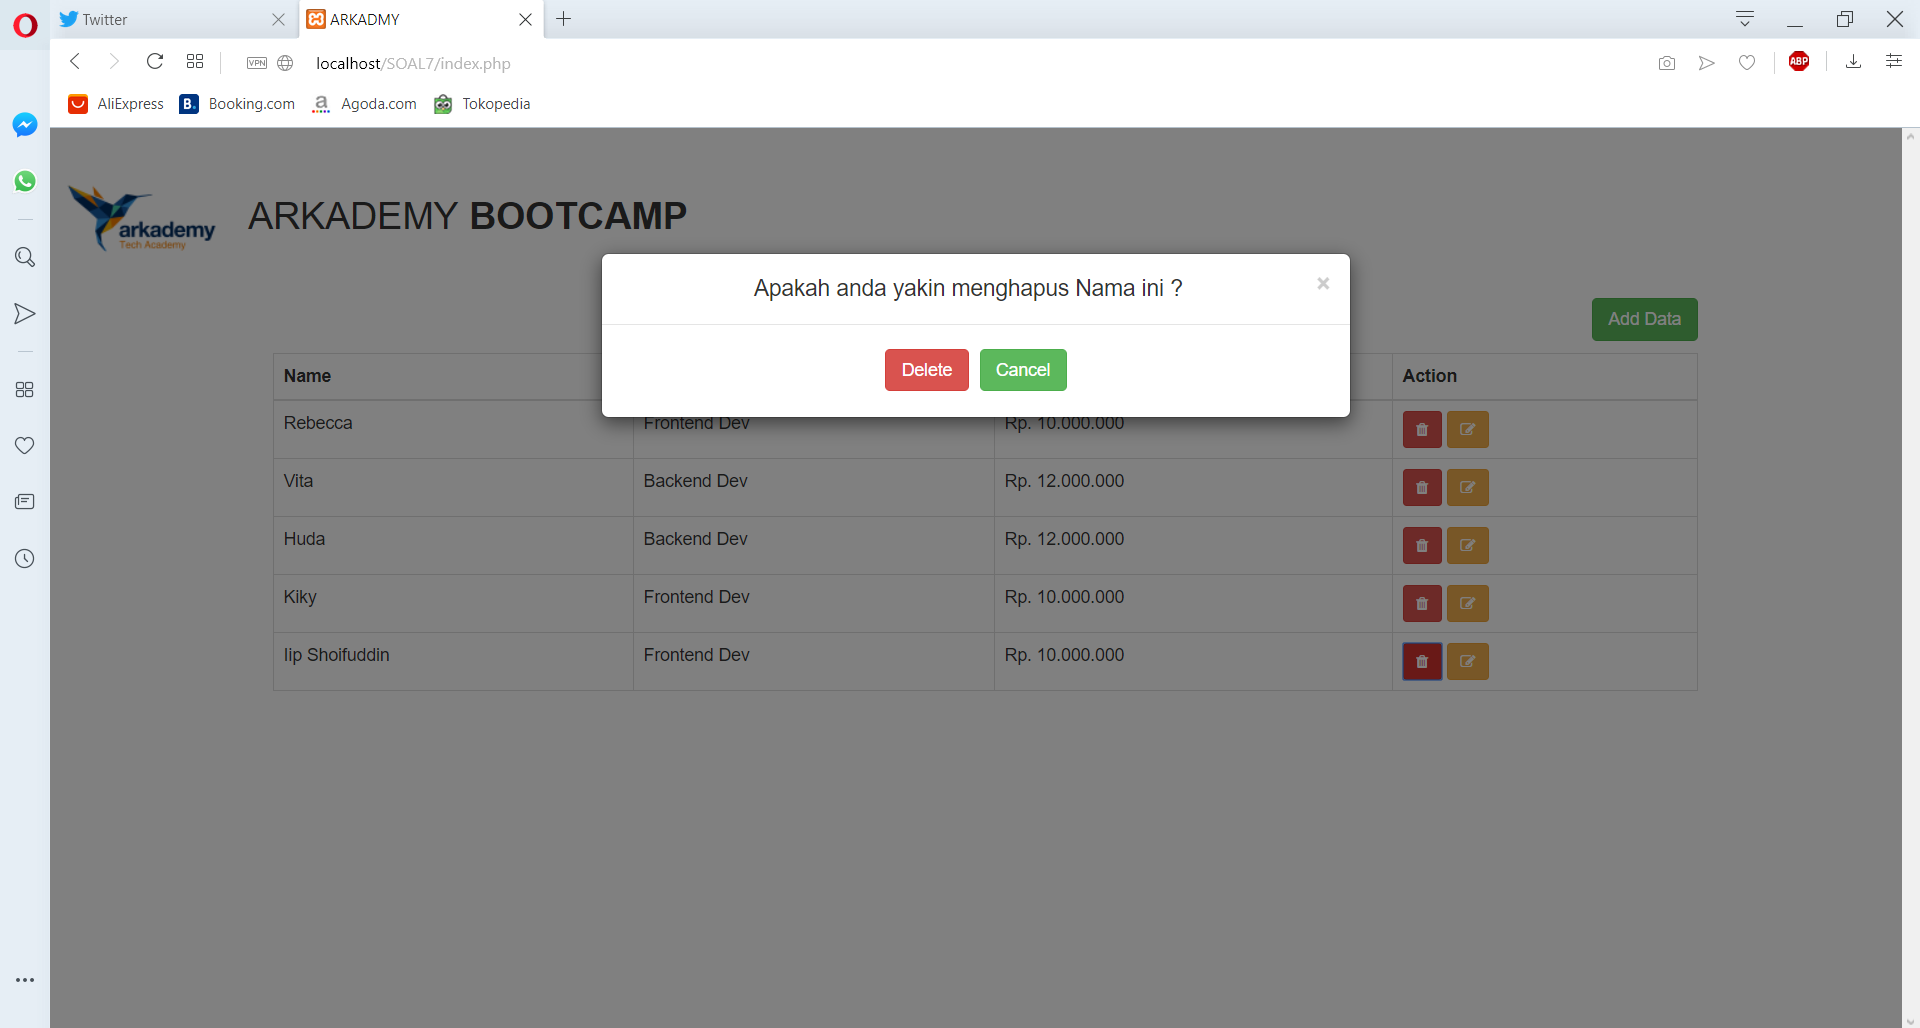 Twitter
ARKADMY
VPN
localhost/SOAL7/index.php
ABP
AliExpress
B. Booking.com
a Agoda.com
Tokopedia
arkademy
Tech Academy
ARKADEMY BOOTCAMP
Apakah anda yakin menghapus Nama ini ?
×
Delete
Cancel
Add Data
Name
Action
Rebecca
Frontend Dev
Rp. 10.000.000
Vita
Backend Dev
Rp. 12.000.000
Huda
Backend Dev
Rp. 12.000.000
Kiky
Frontend Dev
Rp. 10.000.000
Iip Shoifuddin
Frontend Dev
Rp. 10.000.000